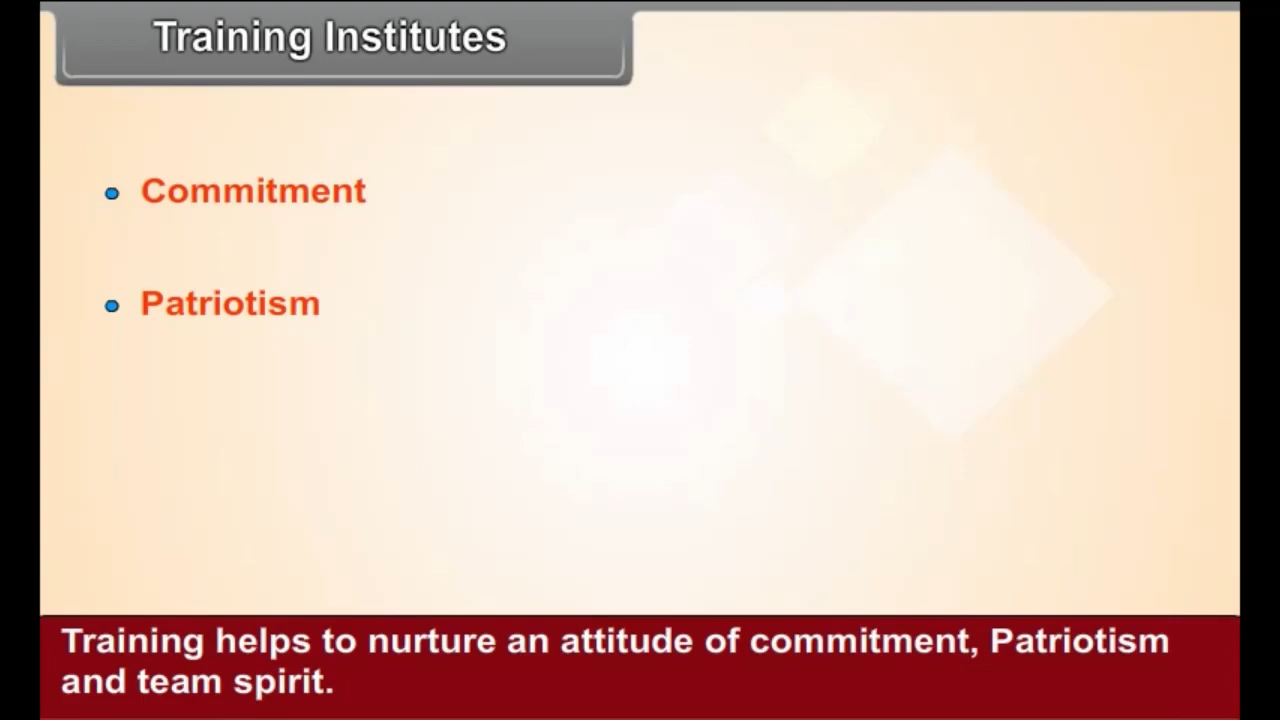 Training Institutes
Commitment
Patriotism
Training helps to nurture an attitude of commitment, Patriotism
and team spirit.